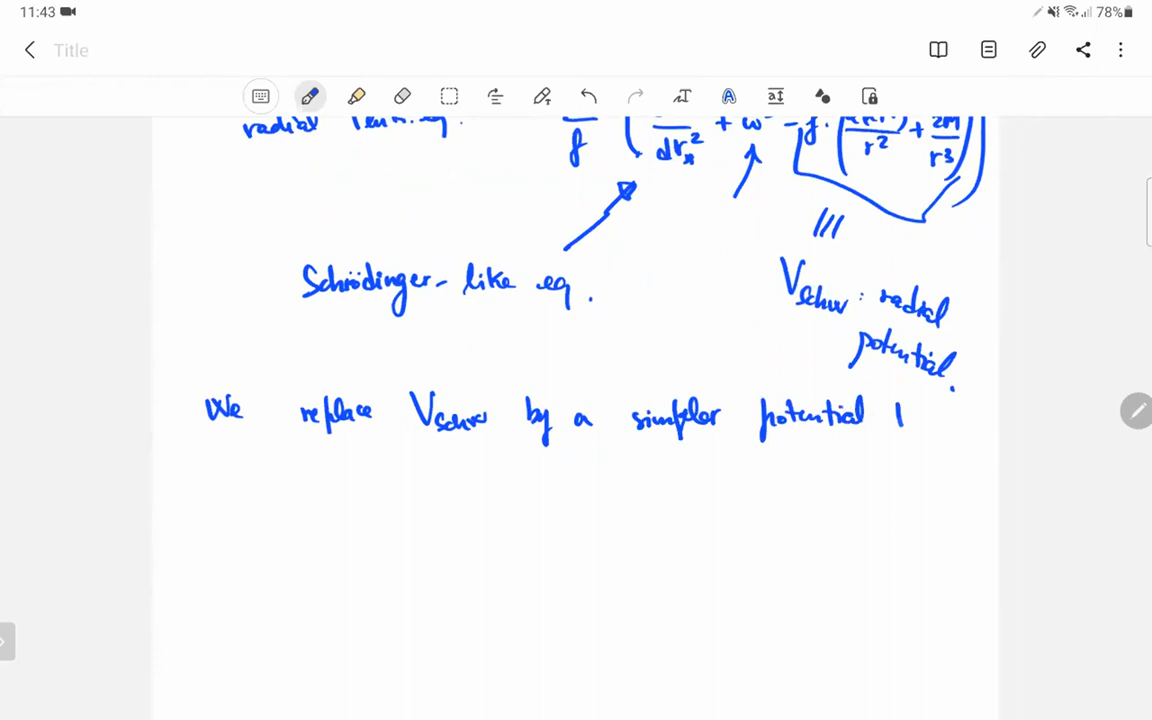 11:43
78%
Title
radial
f dr*² + ω² - f · ( r² + 2M r³ )
Schrödinger-like eq.
V_Schw : radial
potential.
We replace V_Schw by a simpler potential